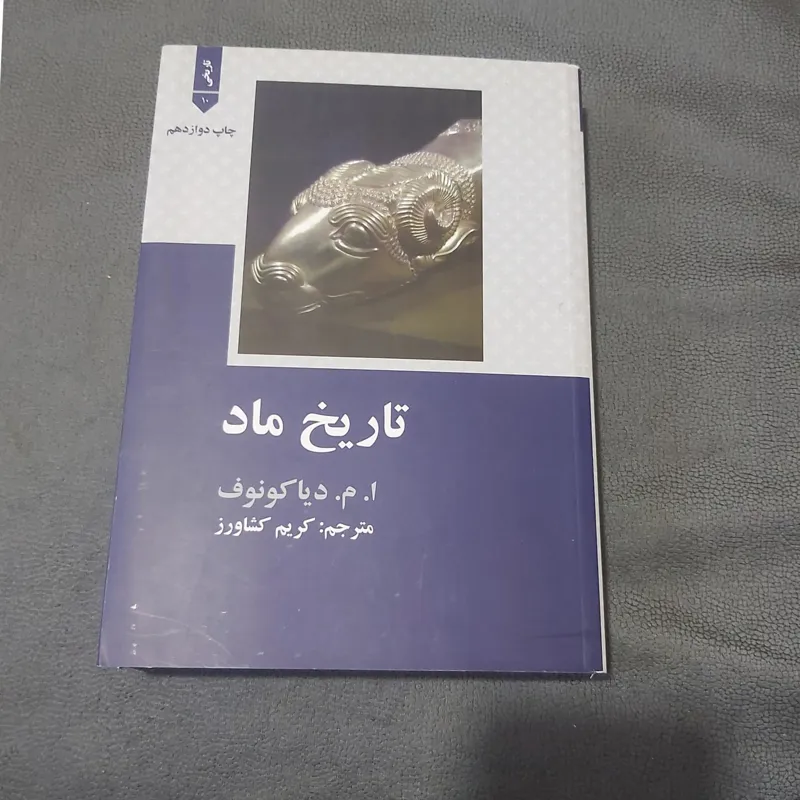 تاریخی
۱۰
چاپ دوازدهم
تاریخ ماد
ا. م. دیاکونوف
مترجم: کریم کشاورز